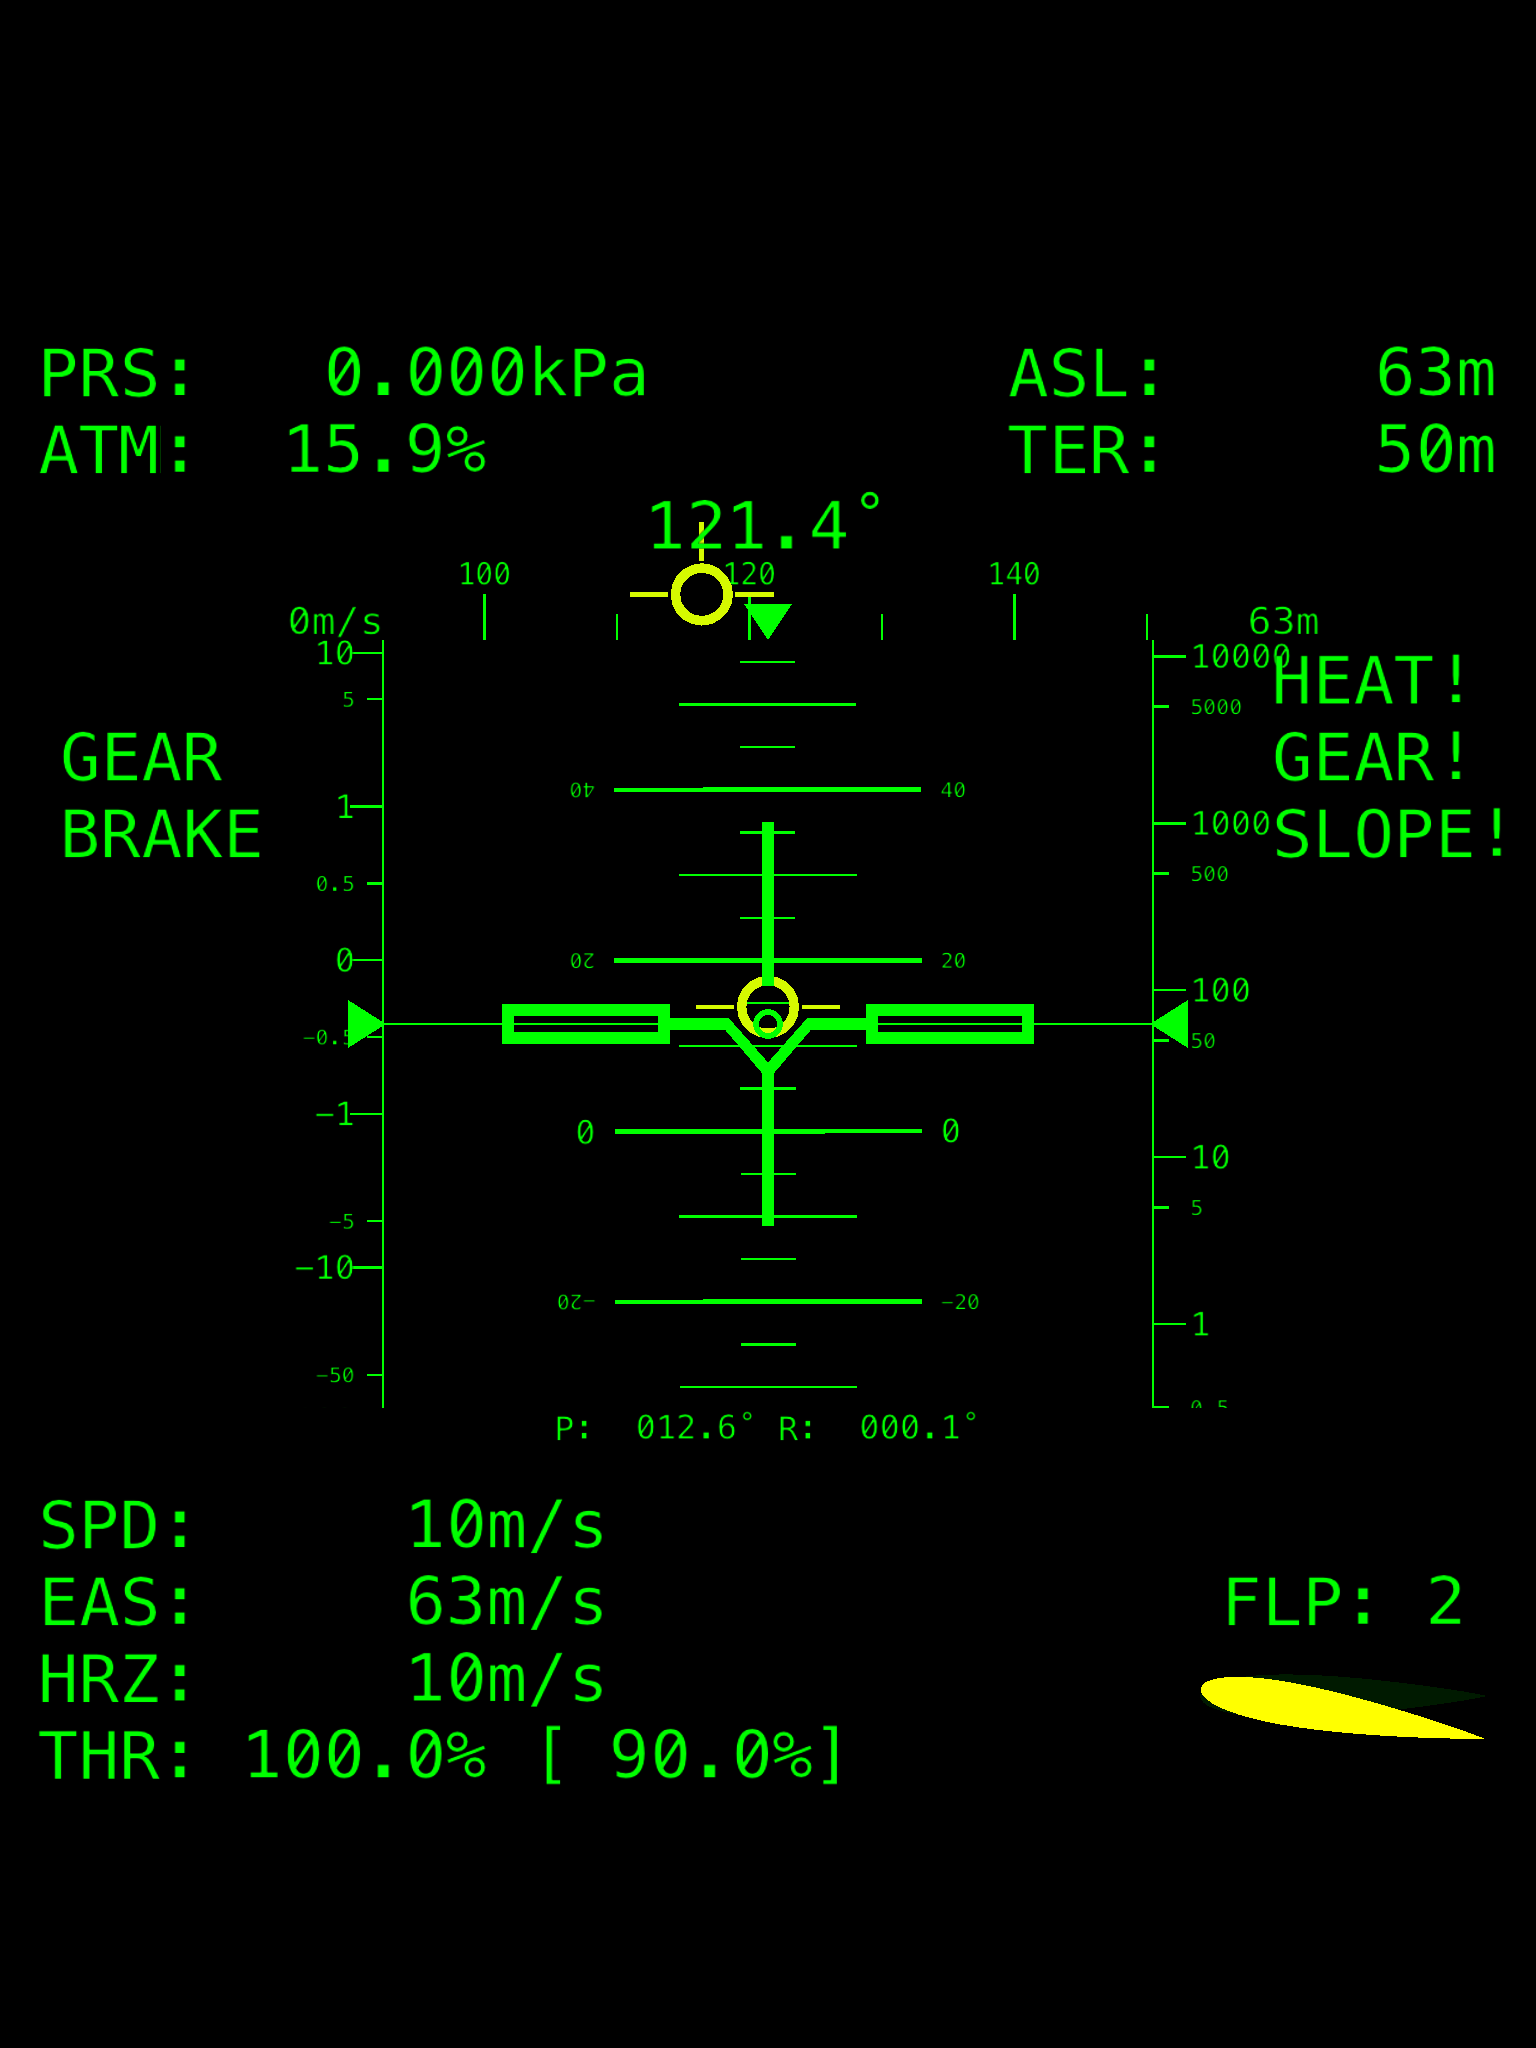 PRS: 0.000kPa
ASL: 63m
ATM: 15.9%
TER: 50m
121.4°
100 120 140
0m/s
63m
10
5
1
0.5
0
-0.5
-1
-5
-10
-50
10000
5000
1000
500
100
50
10
5
1
0.5
HEAT!
GEAR!
SLOPE!
GEAR
BRAKE
40 40
20 20
0 0
-20 -20
P: 012.6° R: 000.1°
SPD: 10m/s
EAS: 63m/s
HRZ: 10m/s
THR: 100.0% [ 90.0%]
FLP: 2